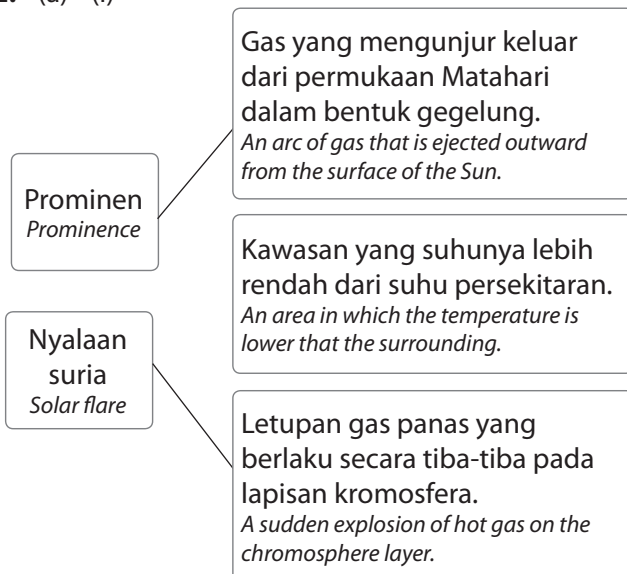 (a) (i)
Gas yang mengunjur keluar
dari permukaan Matahari
dalam bentuk gegelung.
An arc of gas that is ejected outward
from the surface of the Sun.
Prominen
Prominence
Kawasan yang suhunya lebih
rendah dari suhu persekitaran.
An area in which the temperature is
lower that the surrounding.
Nyalaan
suria
Solar flare
Letupan gas panas yang
berlaku secara tiba-tiba pada
lapisan kromosfera.
A sudden explosion of hot gas on the
chromosphere layer.